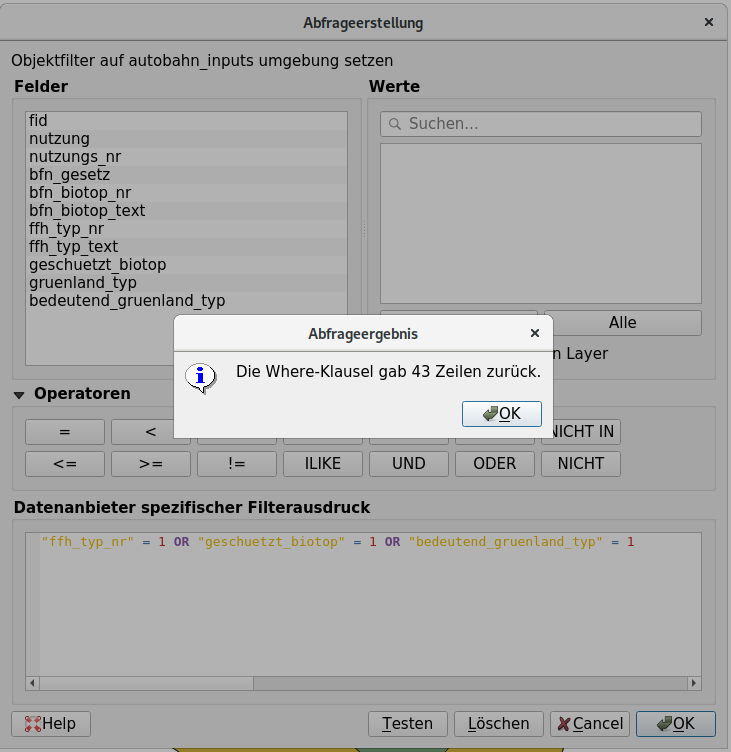 Abfrageerstellung
Objektfilter auf autobahn_inputs umgebung setzen
Felder
Werte
fid
nutzung
nutzungs_nr
bfn_gesetz
bfn_biotop_nr
bfn_biotop_text
ffh_typ_nr
ffh_typ_text
geschuetzt_biotop
gruenland_typ
bedeutend_gruenland_typ
Suchen...
Alle
Layer
Abfrageergebnis
Die Where-Klausel gab 43 Zeilen zurück.
OK
Operatoren
= < NICHT IN
<= >= != ILIKE UND ODER NICHT
Datenanbieter spezifischer Filterausdruck
"ffh_typ_nr" = 1 OR "geschuetzt_biotop" = 1 OR "bedeutend_gruenland_typ" = 1
Help Testen Löschen Cancel OK